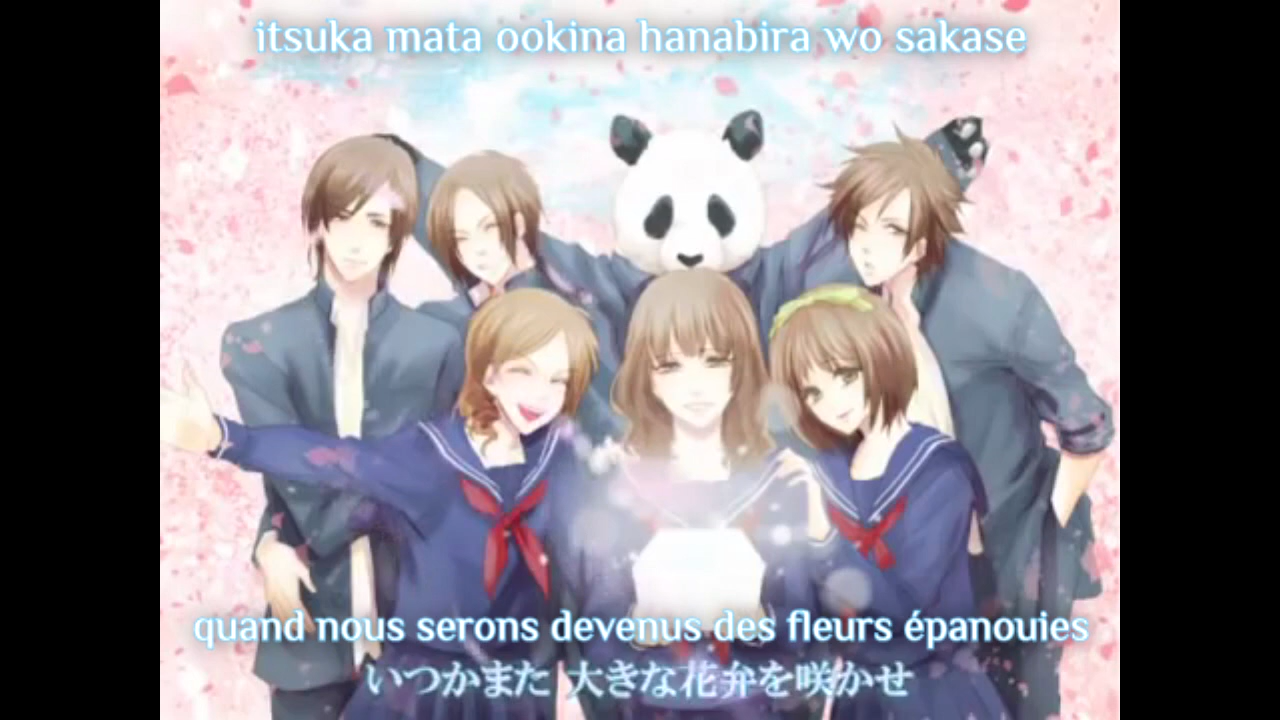 itsuka mata ookina hanabira wo sakase
quand nous serons devenus des fleurs épanouies
いつかまた 大きな花弁を咲かせ